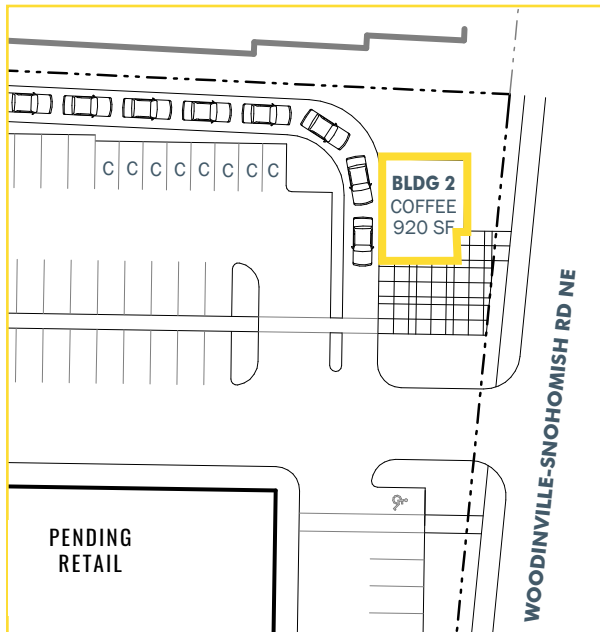 C C C C C C C C
BLDG 2
COFFEE
920 SF
WOODINVILLE-SNOHOMISH RD NE
PENDING
RETAIL